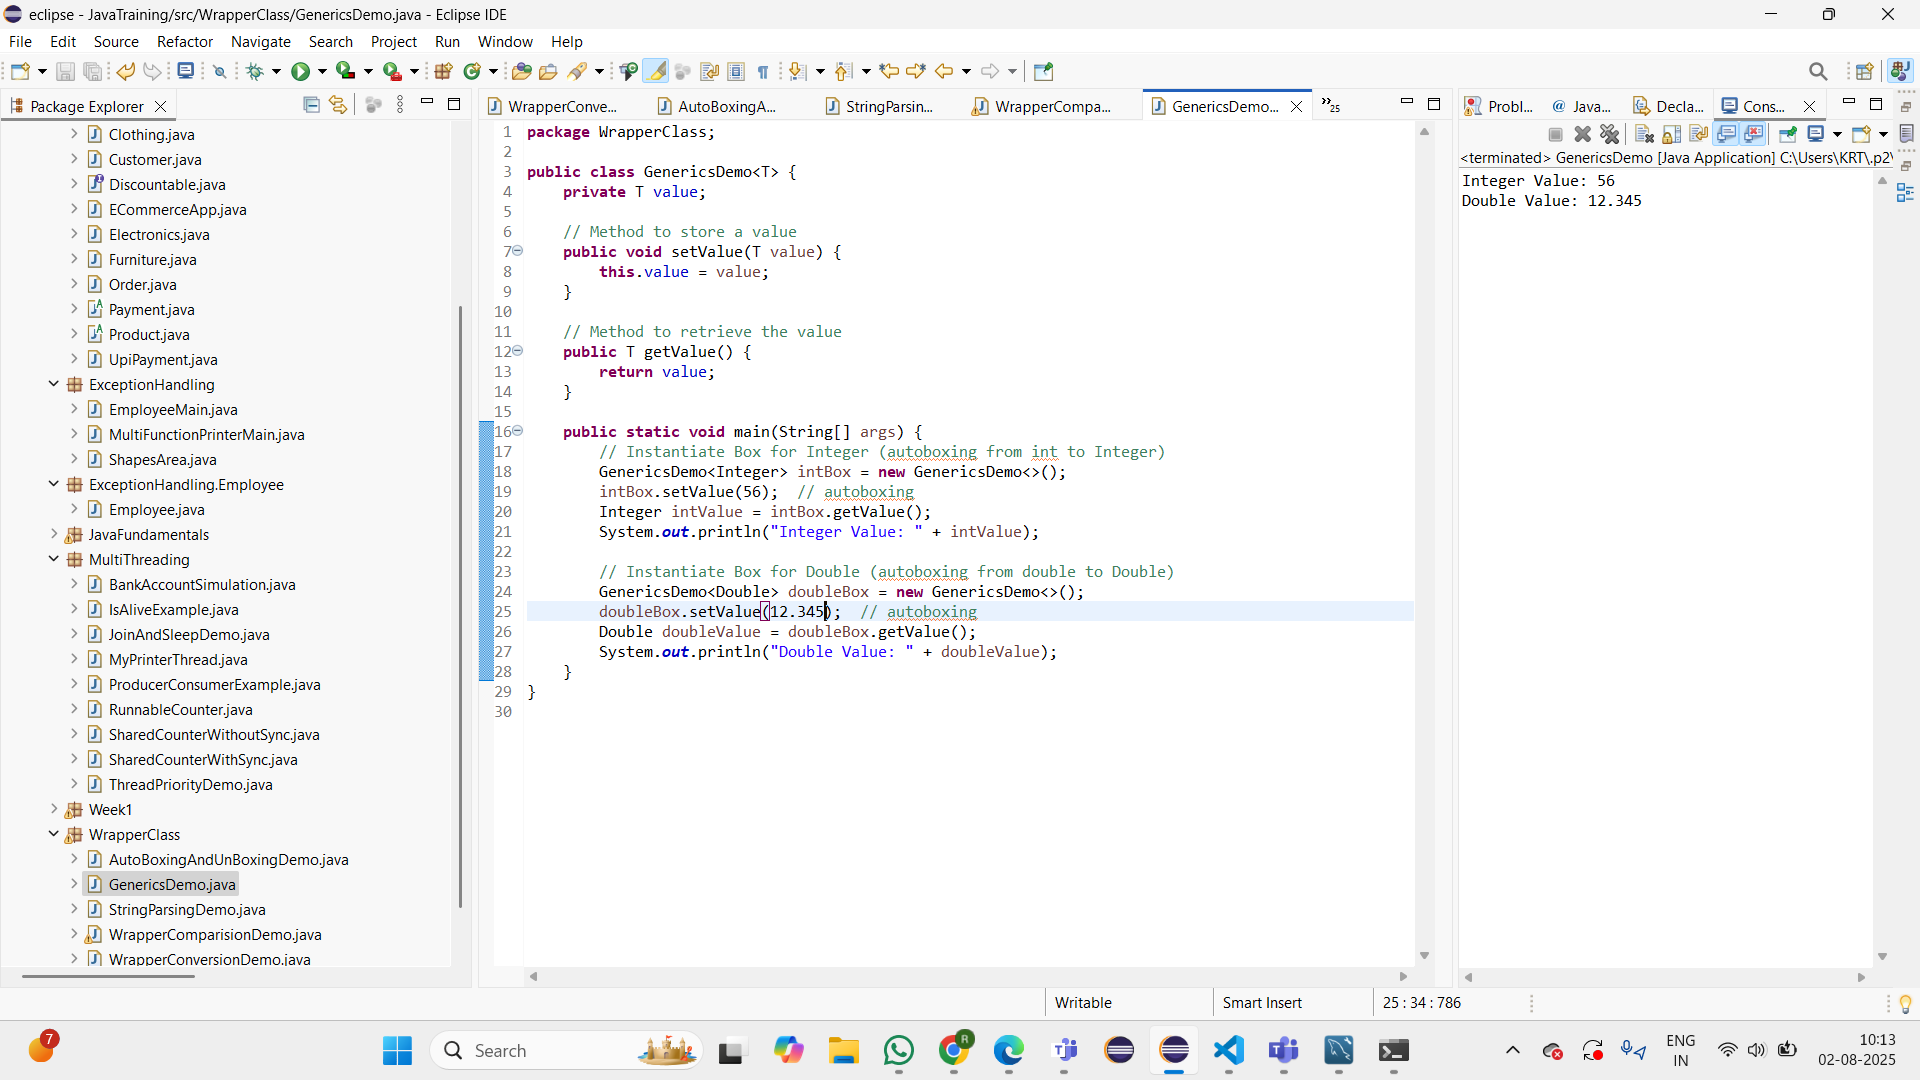 eclipse - JavaTraining/src/WrapperClass/GenericsDemo.java - Eclipse IDE
File Edit Source Refactor Navigate Search Project Run Window Help
Package Explorer
Clothing.java
Customer.java
Discountable.java
ECommerceApp.java
Electronics.java
Furniture.java
Order.java
Payment.java
Product.java
UpiPayment.java
ExceptionHandling
EmployeeMain.java
MultiFunctionPrinterMain.java
ShapesArea.java
ExceptionHandling.Employee
Employee.java
JavaFundamentals
MultiThreading
BankAccountSimulation.java
IsAliveExample.java
JoinAndSleepDemo.java
MyPrinterThread.java
ProducerConsumerExample.java
RunnableCounter.java
SharedCounterWithoutSync.java
SharedCounterWithSync.java
ThreadPriorityDemo.java
Week1
WrapperClass
AutoBoxingAndUnBoxingDemo.java
GenericsDemo.java
StringParsingDemo.java
WrapperComparisionDemo.java
WrapperConversionDemo.java
WrapperConve... AutoBoxingA... StringParsin... WrapperCompa... GenericsDemo... »25
1 package WrapperClass;
2
3 public class GenericsDemo<T> {
4 private T value;
5
6 // Method to store a value
7 public void setValue(T value) {
8 this.value = value;
9 }
10
11 // Method to retrieve the value
12 public T getValue() {
13 return value;
14 }
15
16 public static void main(String[] args) {
17 // Instantiate Box for Integer (autoboxing from int to Integer)
18 GenericsDemo<Integer> intBox = new GenericsDemo<>();
19 intBox.setValue(56); // autoboxing
20 Integer intValue = intBox.getValue();
21 System.out.println("Integer Value: " + intValue);
22
23 // Instantiate Box for Double (autoboxing from double to Double)
24 GenericsDemo<Double> doubleBox = new GenericsDemo<>();
25 doubleBox.setValue(12.345); // autoboxing
26 Double doubleValue = doubleBox.getValue();
27 System.out.println("Double Value: " + doubleValue);
28 }
29 }
30
Probl... @ Java... Decla... Cons...
<terminated> GenericsDemo [Java Application] C:\Users\KRT\.p2\
Integer Value: 56
Double Value: 12.345
Writable Smart Insert 25 : 34 : 786
7
Search
R
ENG
IN
10:13
02-08-2025